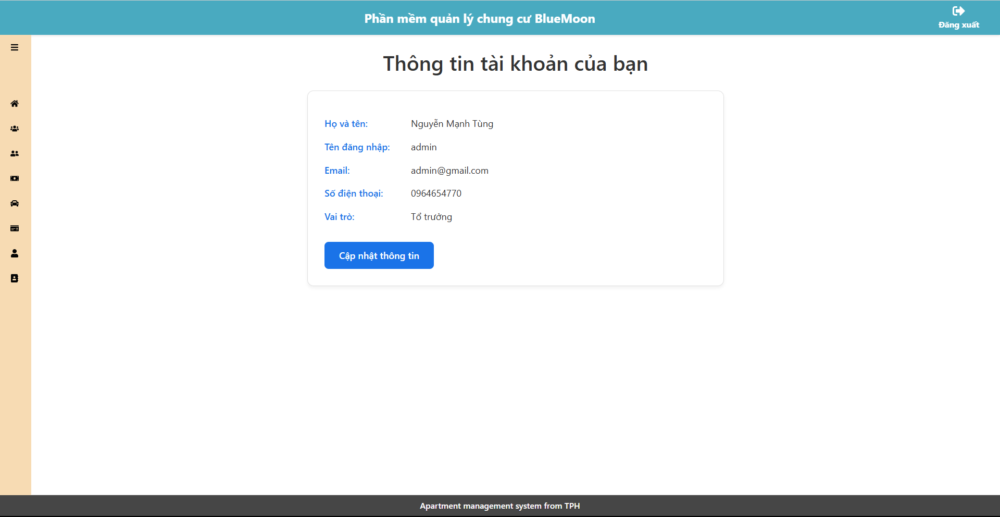 Phần mềm quản lý chung cư BlueMoon
Đăng xuất
Thông tin tài khoản của bạn
Họ và tên: Nguyễn Mạnh Tùng
Tên đăng nhập: admin
Email: admin@gmail.com
Số điện thoại: 0964654770
Vai trò: Tổ trưởng
Cập nhật thông tin
Apartment management system from TPH